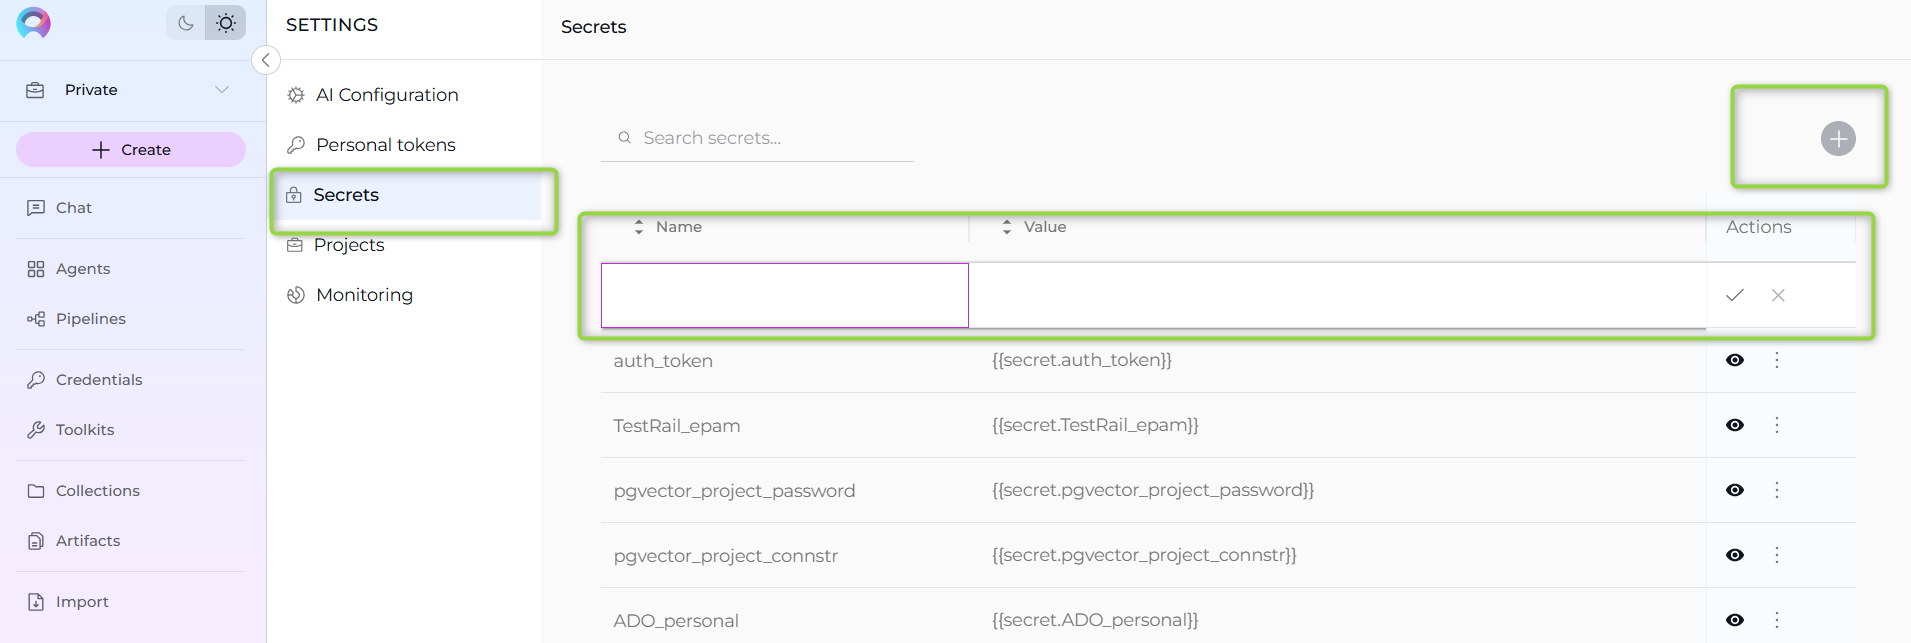 Private
Create
Chat
Agents
Pipelines
Credentials
Toolkits
Collections
Artifacts
Import
SETTINGS
AI Configuration
Personal tokens
Secrets
Projects
Monitoring
Secrets
Search secrets...
Name Value Actions
auth_token {{secret.auth_token}}
TestRail_epam {{secret.TestRail_epam}}
pgvector_project_password {{secret.pgvector_project_password}}
pgvector_project_connstr {{secret.pgvector_project_connstr}}
ADO_personal {{secret.ADO_personal}}